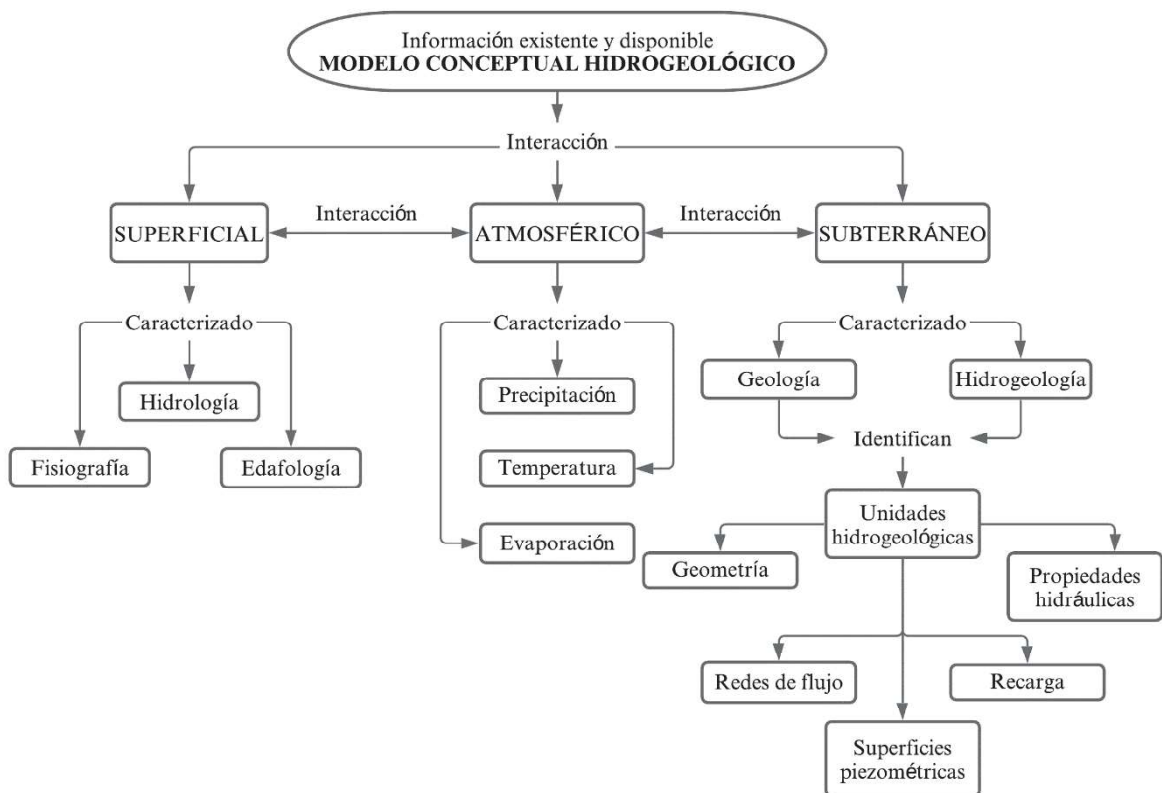 Información existente y disponible
MODELO CONCEPTUAL HIDROGEOLÓGICO
Interacción
Interacción
Interacción
SUPERFICIAL
ATMOSFÉRICO
SUBTERRÁNEO
Caracterizado
Caracterizado
Caracterizado
Hidrología
Fisiografía
Edafología
Precipitación
Temperatura
Evaporación
Geología
Hidrogeología
Identifican
Unidades
hidrogeológicas
Geometría
Propiedades
hidráulicas
Redes de flujo
Recarga
Superficies
piezométricas